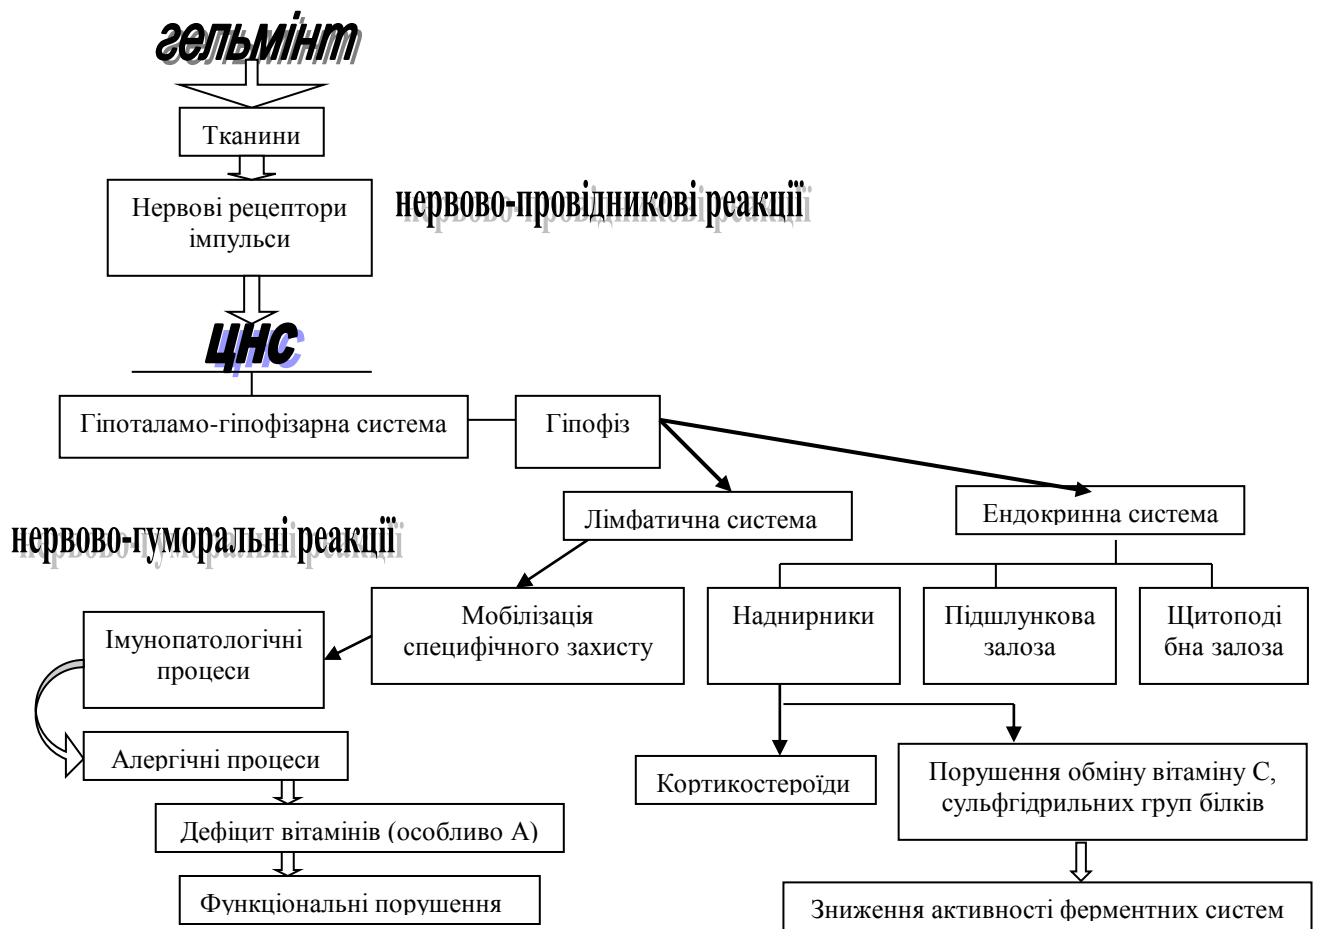 гельмінт
Тканини
Нервові рецептори
імпульси
нервово-провідникові реакції
ЦНС
Гіпоталамо-гіпофізарна система
Гіпофіз
Лімфатична система
Ендокринна система
нервово-гуморальні реакції
Імунопатологічні
процеси
Мобілізація
специфічного захисту
Наднирники
Підшлункова
залоза
Щитоподі
бна залоза
Алергічні процеси
Кортикостероїди
Порушення обміну вітаміну С,
сульфгідрильних груп білків
Дефіцит вітамінів (особливо А)
Функціональні порушення
Зниження активності ферментних систем